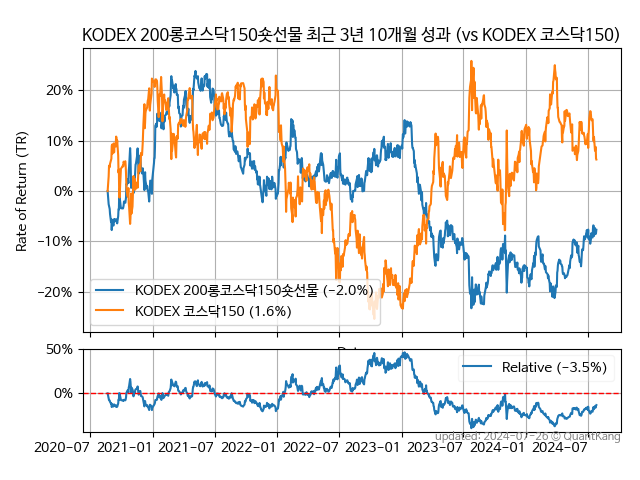 KODEX 200롱코스닥150숏선물 최근 3년 10개월 성과 (vs KODEX 코스닥150)
Rate of Return (TR)
20%
10%
0%
−10%
−20%
KODEX 200롱코스닥150숏선물 (−2.0%)
KODEX 코스닥150 (1.6%)
50%
0%
Relative (−3.5%)
updated: 2024-07-26 © QuantKang
2020-07 2021-01 2021-07 2022-01 2022-07 2023-01 2023-07 2024-01 2024-07